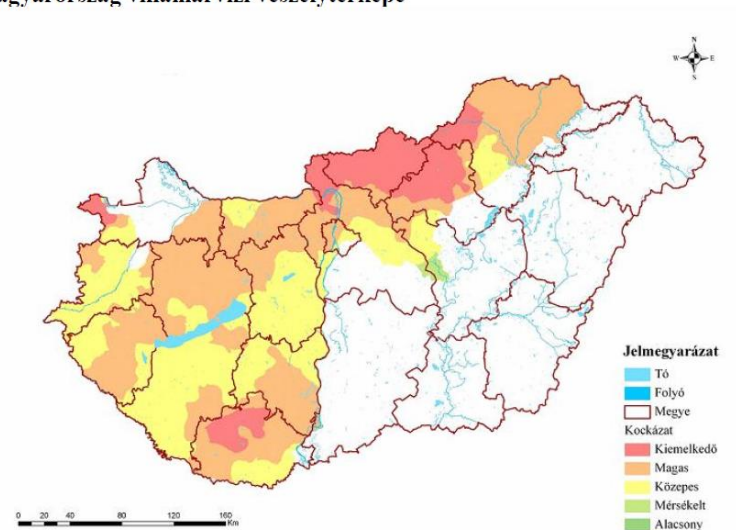 agyarország villámárvízi veszélytérképe
N
W E
S
Jelmegyarázat
Tó
Folyó
Megye
Kockázat
Kiemelkedő
Magas
Közepes
Mérsékelt
Alacsony
0 20 40 80 120 160
Km